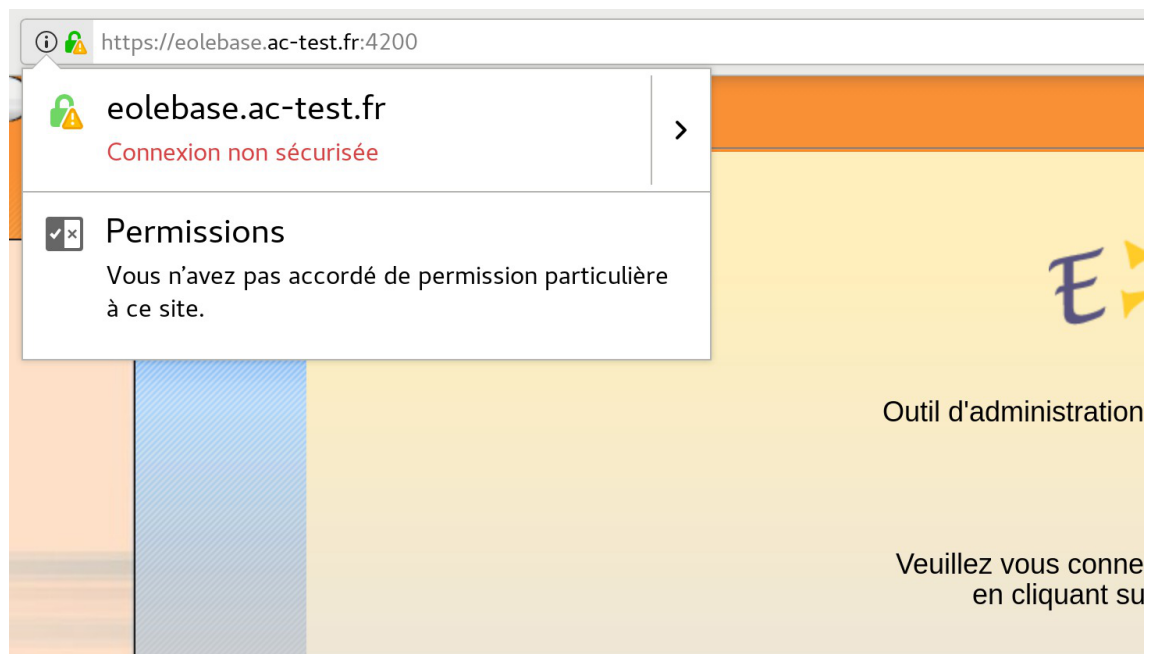 https://eolebase.ac-test.fr:4200
eolebase.ac-test.fr
Connexion non sécurisée
Permissions
Vous n'avez pas accordé de permission particulière
à ce site.
E
Outil d'administration
Veuillez vous conne
en cliquant su